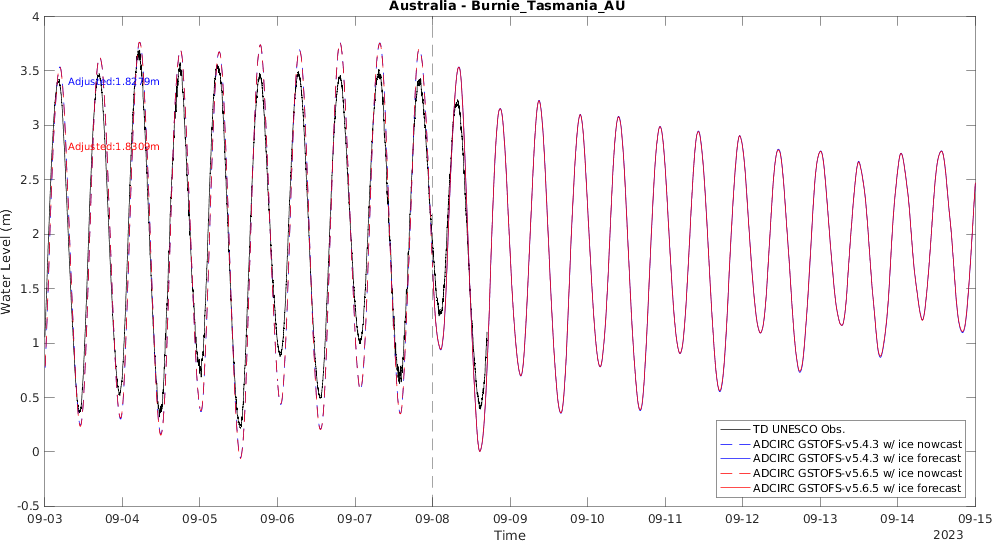 Australia - Burnie_Tasmania_AU
Water Level (m)
4
3.5
3
2.5
2
1.5
1
0.5
0
-0.5
Adjusted:1.8279m
Adjusted:1.8309m
TD UNESCO Obs.
ADCIRC GSTOFS-v5.4.3 w/ ice nowcast
ADCIRC GSTOFS-v5.4.3 w/ ice forecast
ADCIRC GSTOFS-v5.6.5 w/ ice nowcast
ADCIRC GSTOFS-v5.6.5 w/ ice forecast
09-03 09-04 09-05 09-06 09-07 09-08 09-09 09-10 09-11 09-12 09-13 09-14 09-15
Time
2023